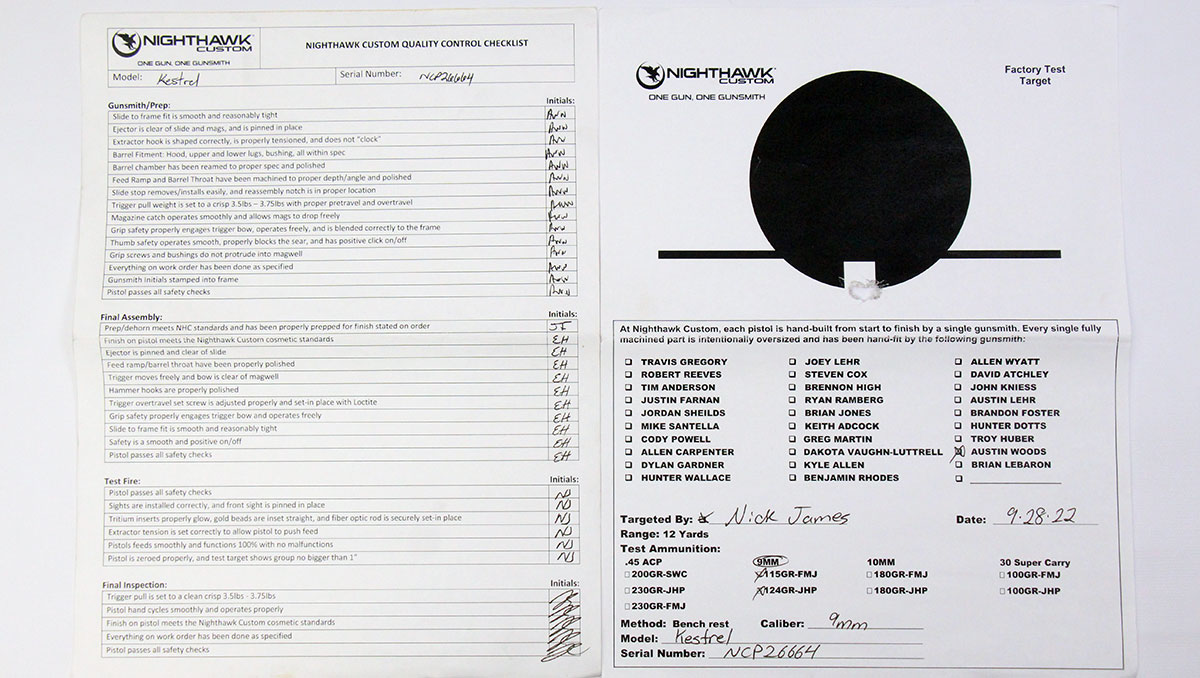 NIGHTHAWK
CUSTOM
ONE GUN, ONE GUNSMITH
NIGHTHAWK CUSTOM QUALITY CONTROL CHECKLIST
Model: Kestrel
Serial Number: NCP26664
Gunsmith/Prep: Initials:
Slide to frame fit is smooth and reasonably tight AWW
Ejector is clear of slide and mags, and is pinned in place AWW
Extractor hook is shaped correctly, is properly tensioned, and does not "clock" AWW
Barrel Fitment: Hood, upper and lower lugs, bushing, all within spec AWW
Barrel chamber has been reamed to proper spec and polished AWW
Feed Ramp and Barrel Throat have been machined to proper depth/angle and polished AWW
Slide stop removes/installs easily, and reassembly notch is in proper location AWW
Trigger pull weight is set to a crisp 3.5lbs – 3.75lbs with proper pretravel and overtravel AWW
Magazine catch operates smoothly and allows mags to drop freely AWW
Grip safety properly engages trigger bow, operates freely, and is blended correctly to the frame AWW
Thumb safety operates smooth, properly blocks the sear, and has positive click on/off AWW
Grip screws and bushings do not protrude into magwell AWW
Everything on work order has been done as specified AWW
Gunsmith Initials stamped into frame AWW
Pistol passes all safety checks AWW
Final Assembly: Initials:
Prep/dehorn meets NHC standards and has been properly prepped for finish stated on order JF
Finish on pistol meets the Nighthawk Custom cosmetic standards EH
Ejector is pinned and clear of slide EH
Feed ramp/barrel throat have been properly polished EH
Trigger moves freely and bow is clear of magwell EH
Hammer hooks are properly polished EH
Trigger overtravel set screw is adjusted properly and set-in place with Loctite EH
Grip safety properly engages trigger bow and operates freely EH
Slide to frame fit is smooth and reasonably tight EH
Safety is a smooth and positive on/off EH
Pistol passes all safety checks EH
Test Fire: Initials:
Pistol passes all safety checks NJ
Sights are installed correctly, and front sight is pinned in place NJ
Tritium inserts properly glow, gold beads are inset straight, and fiber optic rod is securely set-in place NJ
Extractor tension is set correctly to allow pistol to push feed NJ
Pistols feeds smoothly and functions 100% with no malfunctions NJ
Pistol is zeroed properly, and test target shows group no bigger than 1" NJ
Final Inspection: Initials:
Trigger pull is set to a clean crisp 3.5lbs - 3.75lbs
Pistol hand cycles smoothly and operates properly
Finish on pistol meets the Nighthawk Custom cosmetic standards
Everything on work order has been done as specified
Pistol passes all safety checks
NIGHTHAWK
CUSTOM
ONE GUN, ONE GUNSMITH
Factory Test
Target
At Nighthawk Custom, each pistol is hand-built from start to finish by a single gunsmith. Every single fully
machined part is intentionally oversized and has been hand-fit by the following gunsmith:
TRAVIS GREGORY JOEY LEHR ALLEN WYATT
ROBERT REEVES STEVEN COX DAVID ATCHLEY
TIM ANDERSON BRENNON HIGH JOHN KNIESS
JUSTIN FARNAN RYAN RAMBERG AUSTIN LEHR
JORDAN SHEILDS BRIAN JONES BRANDON FOSTER
MIKE SANTELLA KEITH ADCOCK HUNTER DOTTS
CODY POWELL GREG MARTIN TROY HUBER
ALLEN CARPENTER DAKOTA VAUGHN-LUTTRELL AUSTIN WOODS
DYLAN GARDNER KYLE ALLEN BRIAN LEBARON
HUNTER WALLACE BENJAMIN RHODES
Targeted By: Nick James Date: 9-28-22
Range: 12 Yards
Test Ammunition:
.45 ACP 9MM 10MM 30 Super Carry
200GR-SWC 115GR-FMJ 180GR-FMJ 100GR-FMJ
230GR-JHP 124GR-JHP 180GR-JHP 100GR-JHP
230GR-FMJ
Method: Bench rest Caliber: 9mm
Model: Kestrel
Serial Number: NCP26664